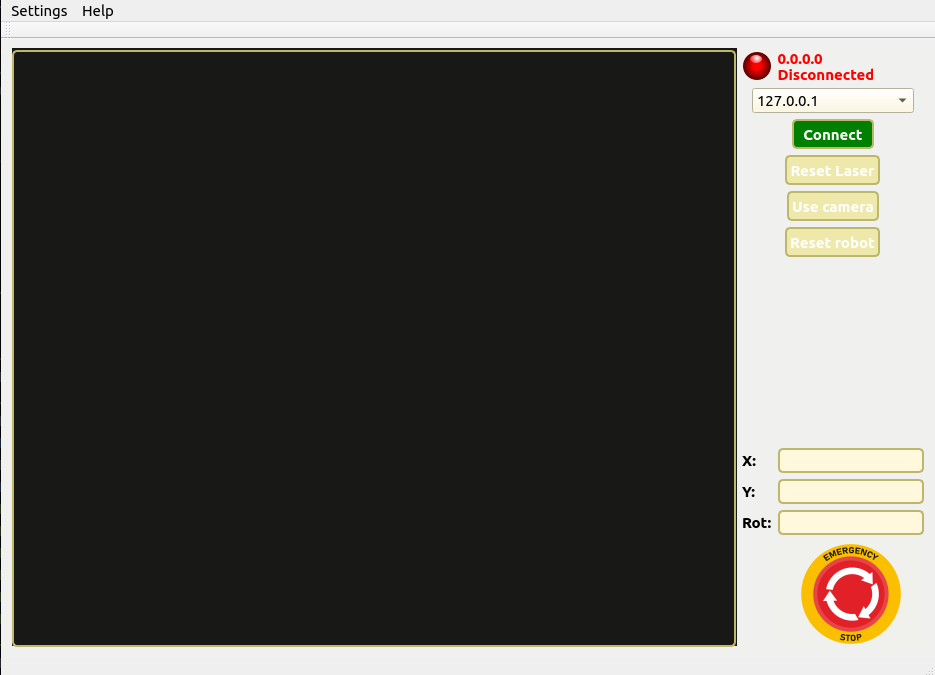 Settings Help
0.0.0.0
Disconnected
127.0.0.1
Connect
Reset Laser
Use camera
Reset robot
X:
Y:
Rot:
EMERGENCY
STOP